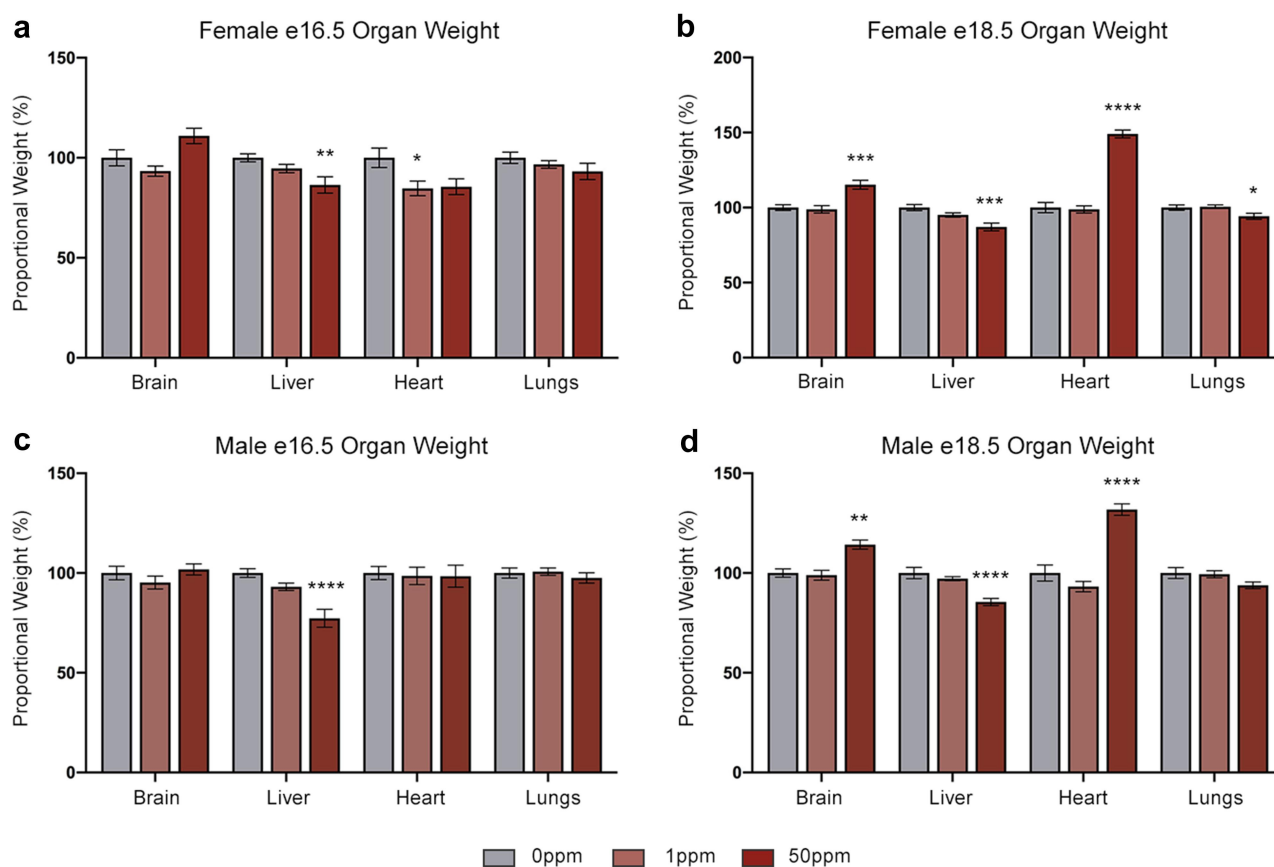 a
Female e16.5 Organ Weight
Proportional Weight (%)
150
100
50
0
**
*
Brain Liver Heart Lungs
b
Female e18.5 Organ Weight
Proportional Weight (%)
200
150
100
50
0
***
***
****
*
Brain Liver Heart Lungs
c
Male e16.5 Organ Weight
Proportional Weight (%)
150
100
50
0
****
Brain Liver Heart Lungs
d
Male e18.5 Organ Weight
Proportional Weight (%)
150
100
50
0
**
****
****
Brain Liver Heart Lungs
0ppm 1ppm 50ppm